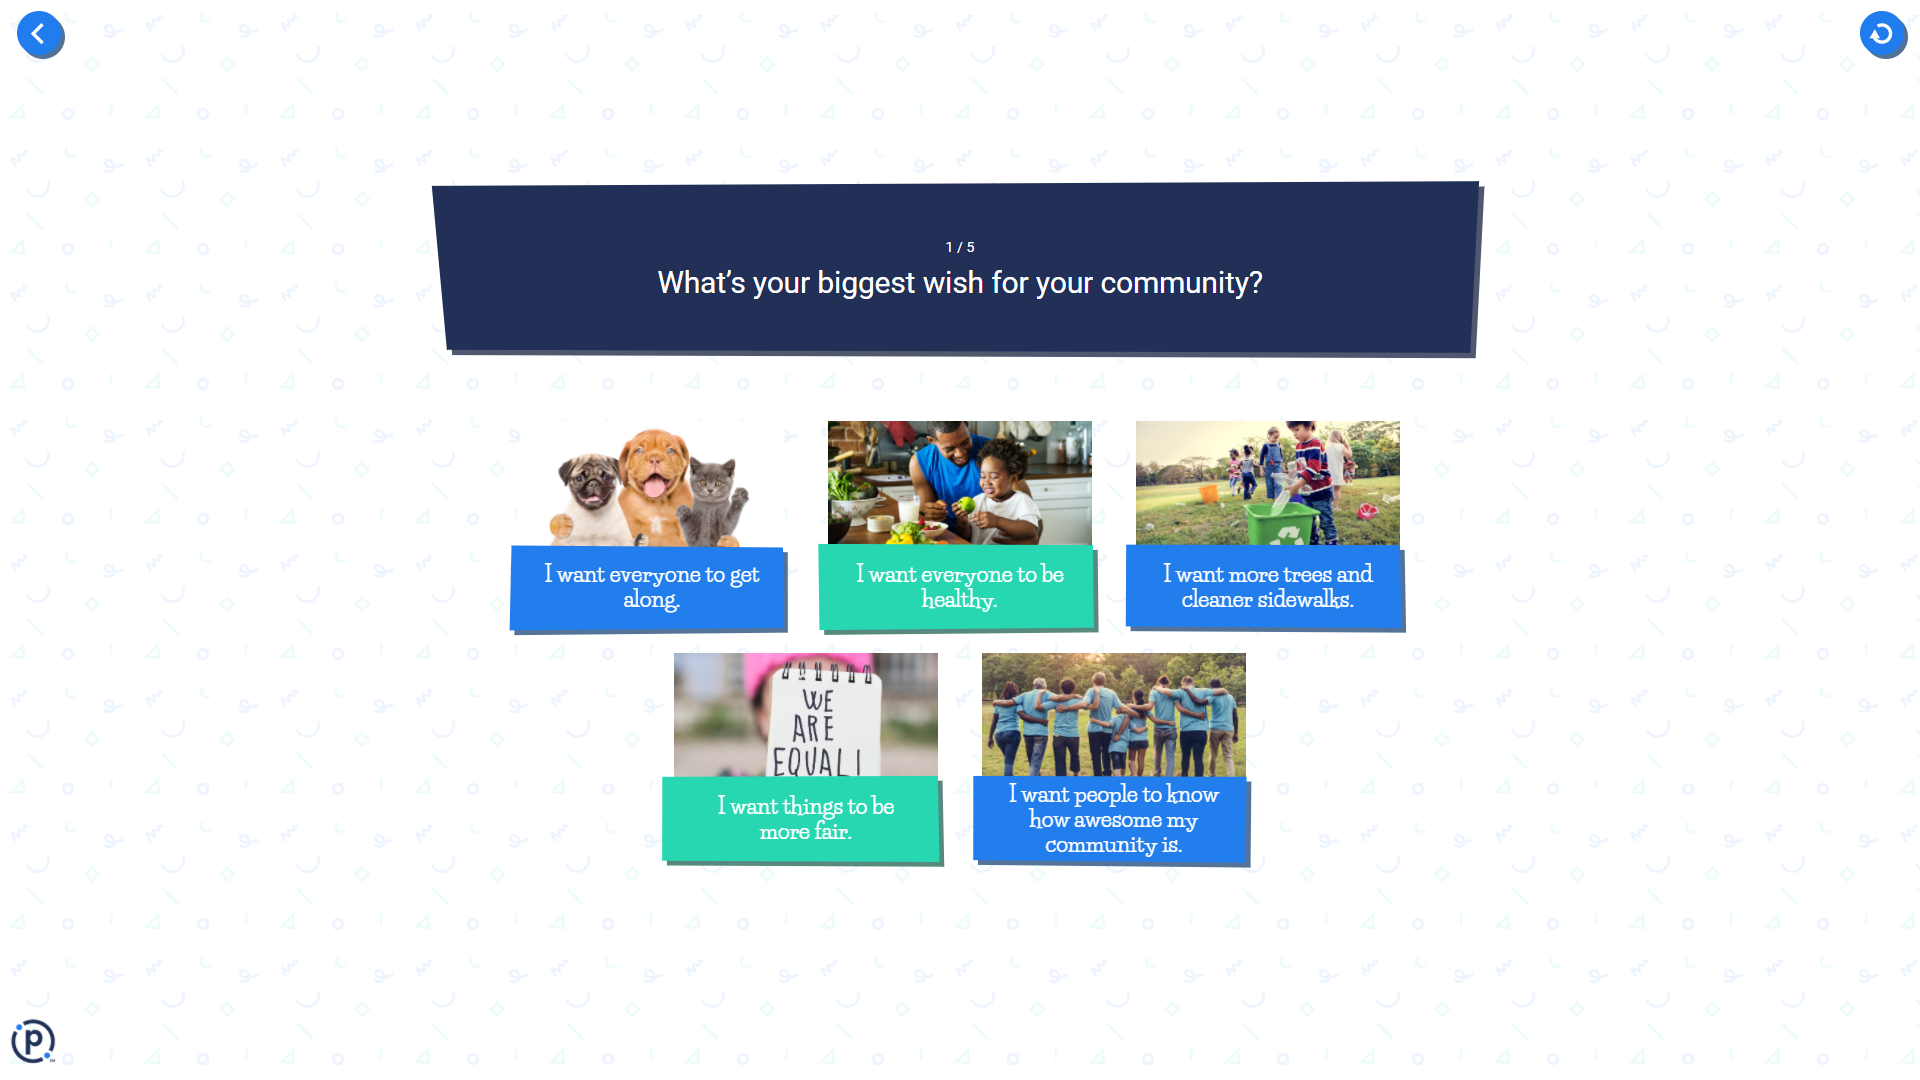 1 / 5
What’s your biggest wish for your community?
I want everyone to get
along.
I want everyone to be
healthy.
I want more trees and
cleaner sidewalks.
WE
ARE
EQUAL!
I want things to be
more fair.
I want people to know
how awesome my
community is.
p